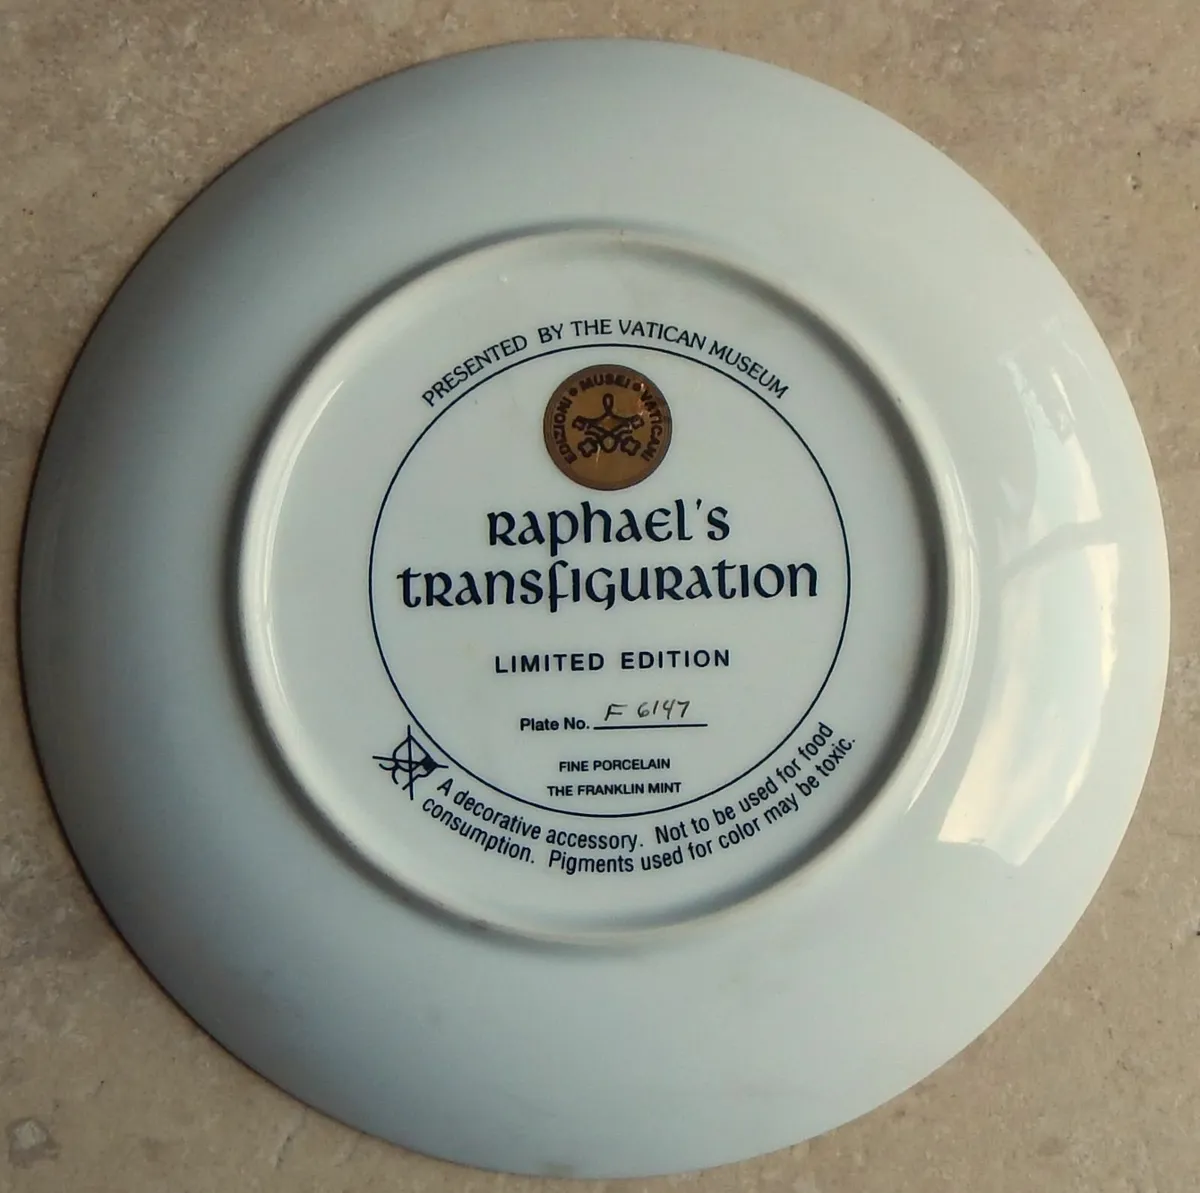 PRESENTED BY THE VATICAN MUSEUM
EDIZIONI • MUSEI • VATICANI
Raphael's
Transfiguration
LIMITED EDITION
Plate No. F 6147
FINE PORCELAIN
THE FRANKLIN MINT
A decorative accessory. Not to be used for food
consumption. Pigments used for color may be toxic.